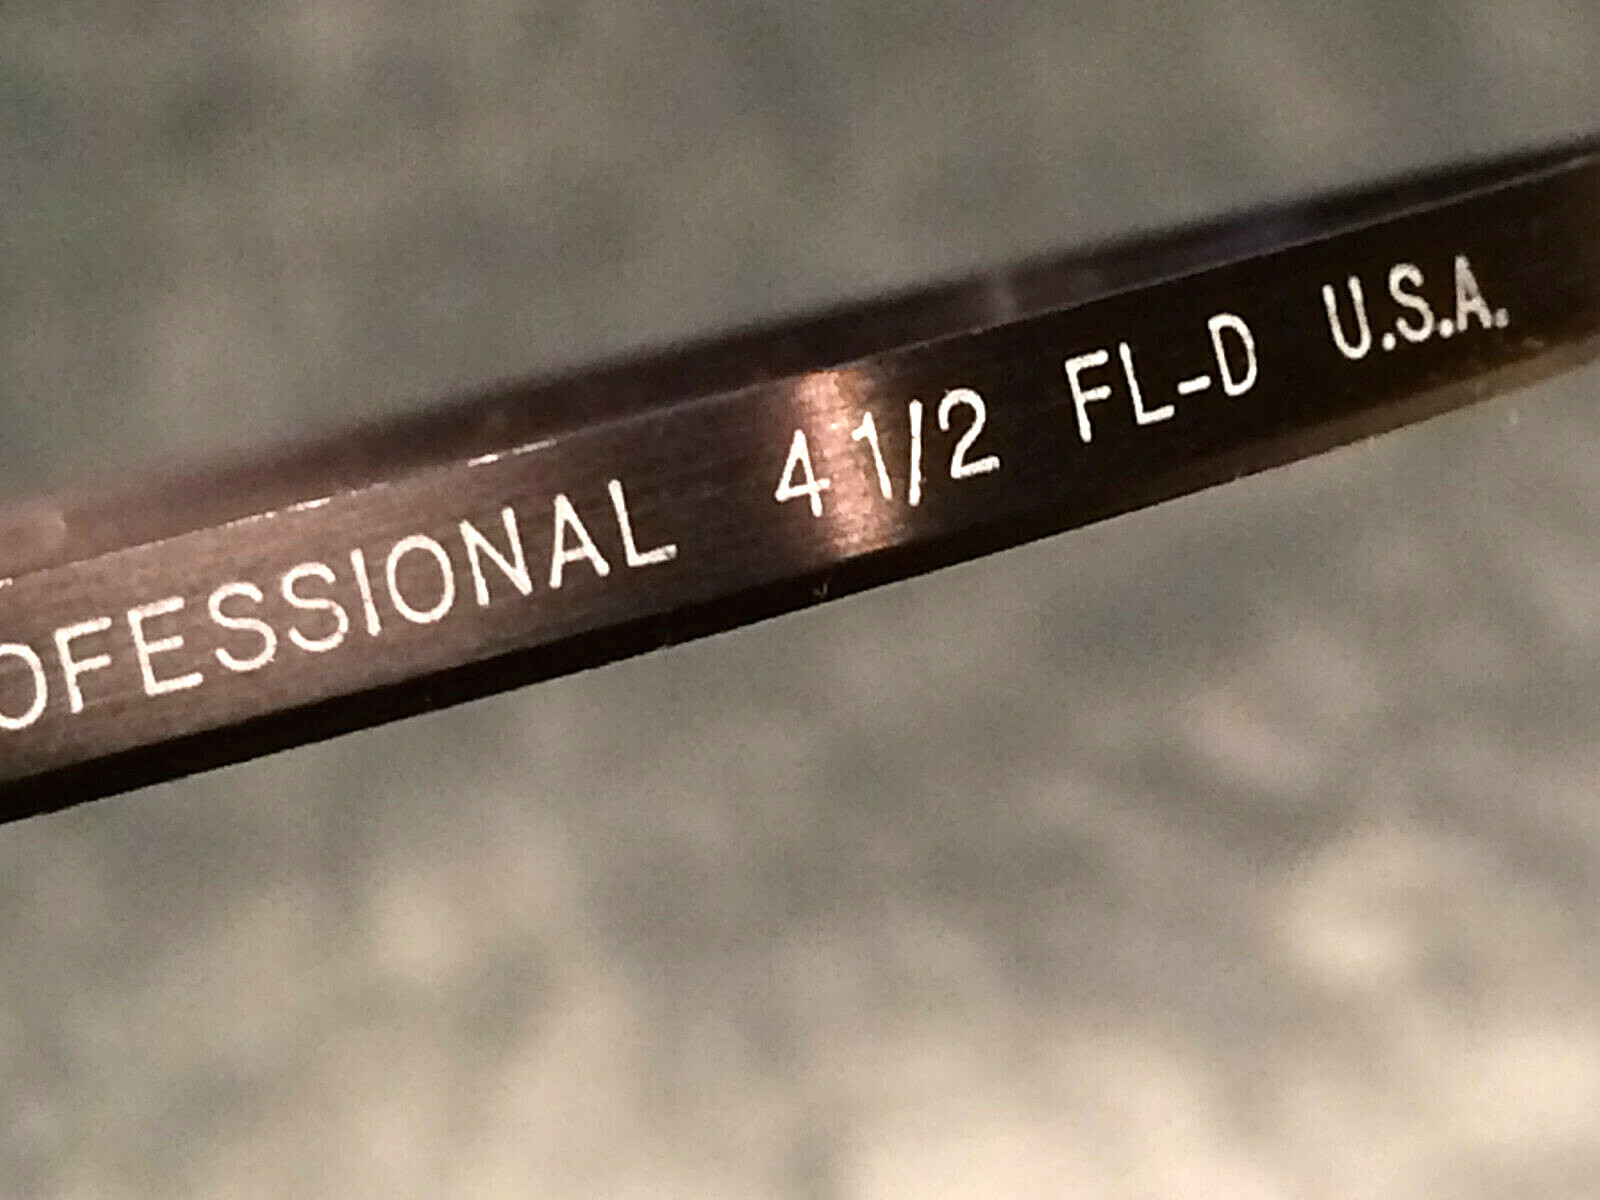 OFESSIONAL 4 1/2 FL-D U.S.A.